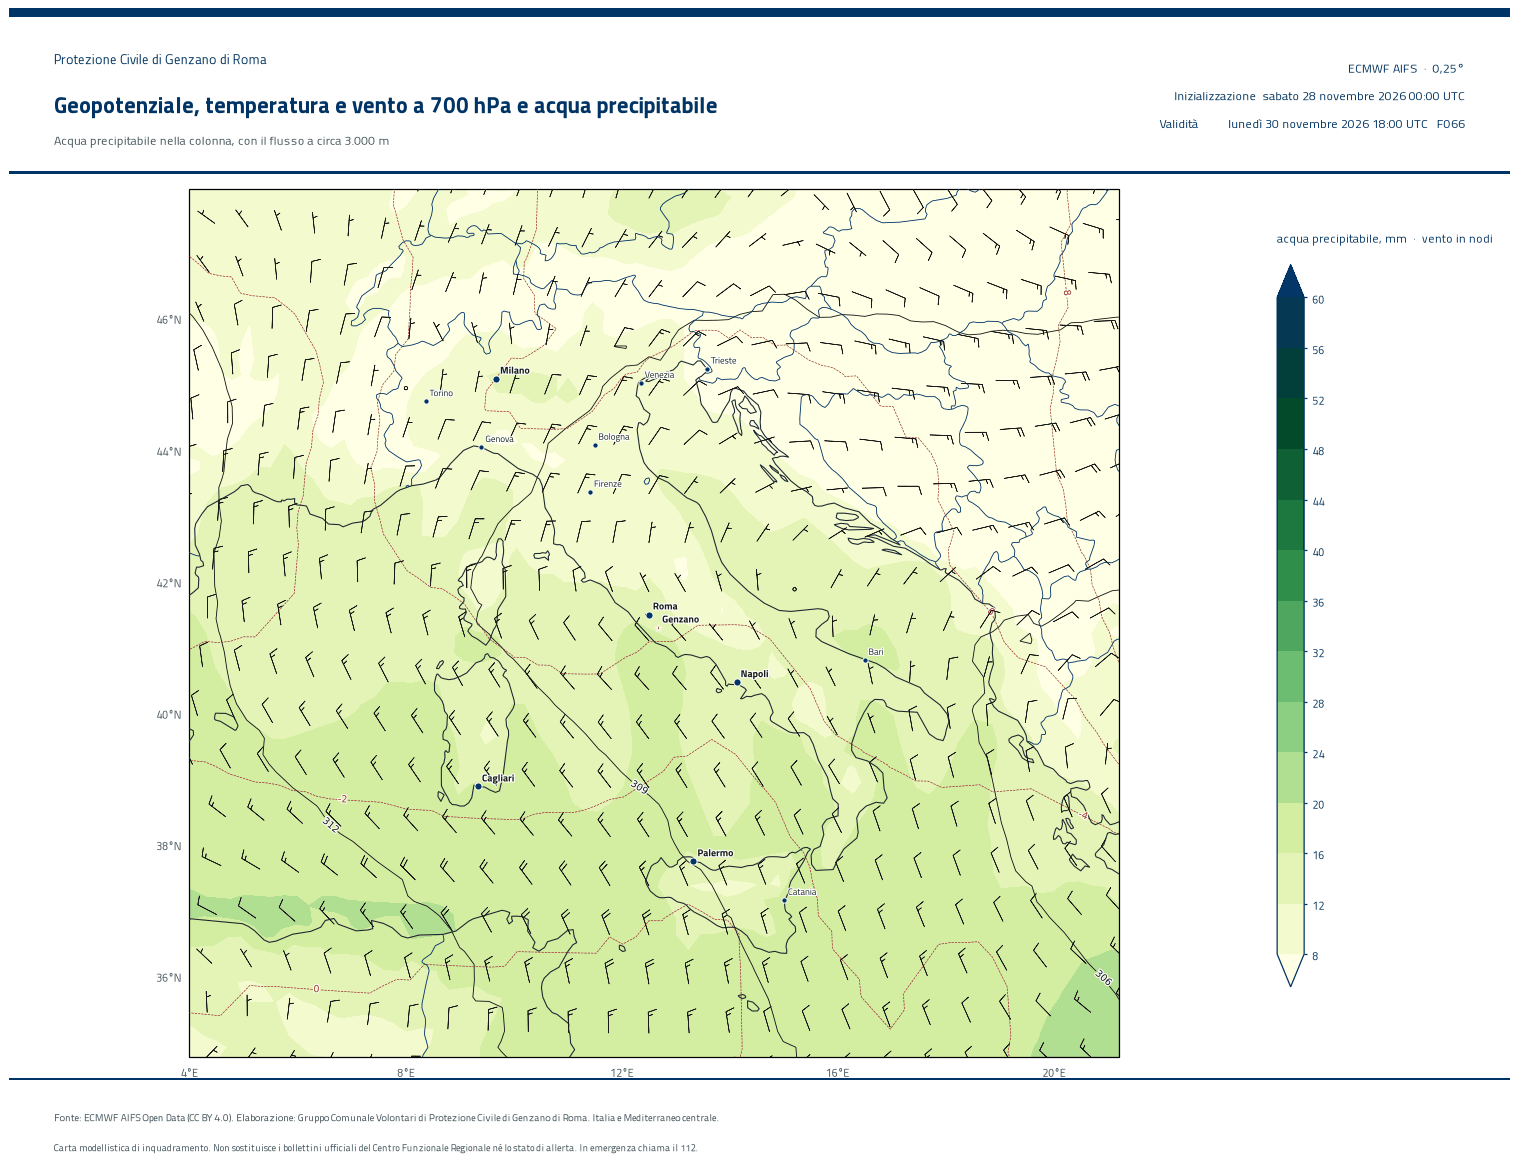 Protezione Civile di Genzano di Roma
Geopotenziale, temperatura e vento a 700 hPa e acqua precipitabile
Acqua precipitabile nella colonna, con il flusso a circa 3.000 m
ECMWF AIFS · 0,25°
Inizializzazione sabato 28 novembre 2026 00:00 UTC
Validità lunedì 30 novembre 2026 18:00 UTC F066
acqua precipitabile, mm · vento in nodi
60
56
52
48
44
40
36
32
28
24
20
16
12
8
46°N
44°N
42°N
40°N
38°N
36°N
4°E
8°E
12°E
16°E
20°E
Milano
Torino
Venezia
Trieste
Genova
Bologna
Firenze
Roma
Genzano
Napoli
Bari
Cagliari
Palermo
Catania
312
309
306
-2
0
-4
Fonte: ECMWF AIFS Open Data (CC BY 4.0). Elaborazione: Gruppo Comunale Volontari di Protezione Civile di Genzano di Roma. Italia e Mediterraneo centrale.
Carta modellistica di inquadramento. Non sostituisce i bollettini ufficiali del Centro Funzionale Regionale né lo stato di allerta. In emergenza chiama il 112.